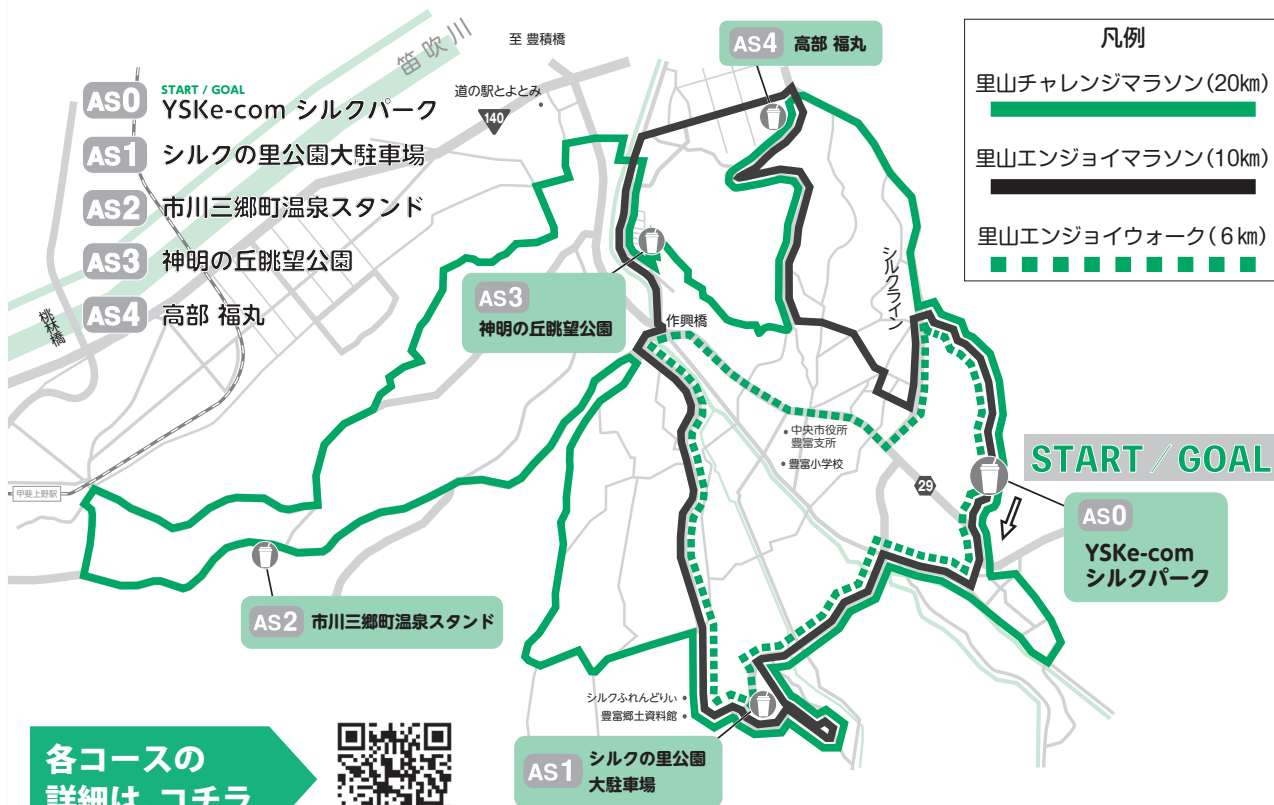 笛吹川
至 豊積橋
道の駅とよとみ
140
START / GOAL
AS0 YSKe-com シルクパーク
AS1 シルクの里公園大駐車場
AS2 市川三郷町温泉スタンド
AS3 神明の丘眺望公園
AS4 高部 福丸
桃林橋
甲斐上野駅
AS4 高部 福丸
凡例
里山チャレンジマラソン(20km)
里山エンジョイマラソン(10km)
里山エンジョイウォーク(6km)
シルクライン
AS3
神明の丘眺望公園
作興橋
中央市役所
豊富支所
豊富小学校
29
START / GOAL
AS0
YSKe-com
シルクパーク
AS2 市川三郷町温泉スタンド
シルクふれんどりぃ
豊富郷土資料館
AS1 シルクの里公園
大駐車場
各コースの
詳細は コチラ